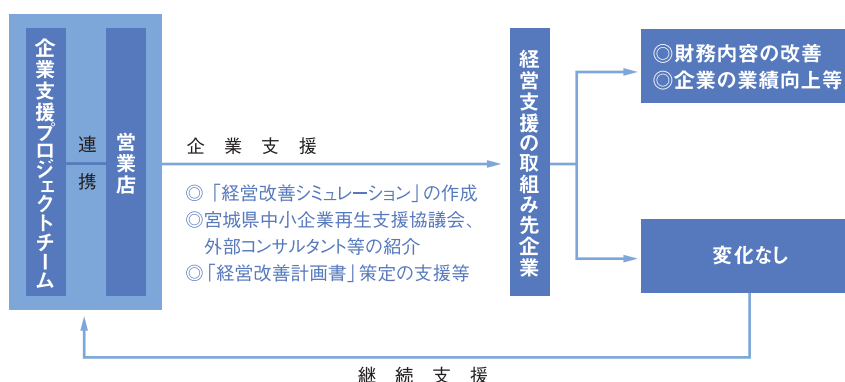 企業支援プロジェクトチーム
連携
営業店
企業支援
◎「経営改善シミュレーション」の作成
◎宮城県中小企業再生支援協議会、
外部コンサルタント等の紹介
◎「経営改善計画書」策定の支援等
経営支援の取組み先企業
◎財務内容の改善
◎企業の業績向上等
変化なし
継続支援